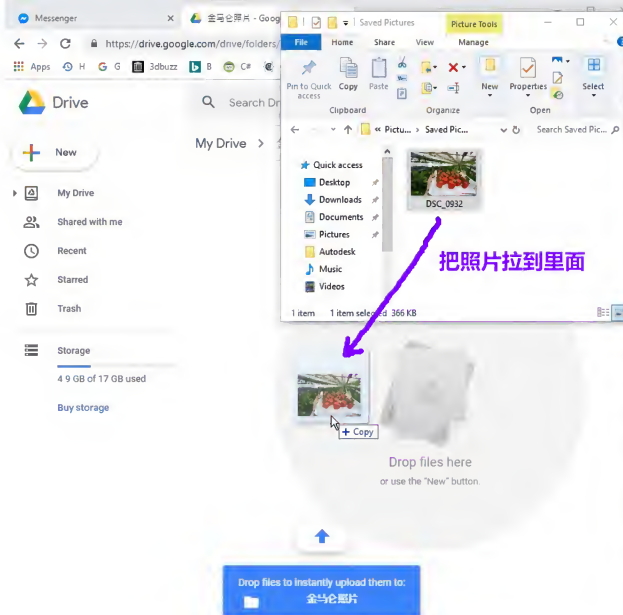 Messenger
金马仑照片 - Goog
https://drive.google.com/drive/folders/
Apps
H
G
G
3dbuzz
B
C#
Drive
Search Dr
New
My Drive >
My Drive
Shared with me
Recent
Starred
Trash
Storage
4 9 GB of 17 GB used
Buy storage
Saved Pictures
Picture Tools
File
Home
Share
View
Manage
Pin to Quick access
Copy
Paste
New
Properties
Select
Clipboard
Organize
Open
« Pictu... > Saved Pic...
Search Saved Pic...
Quick access
Desktop
Downloads
Documents
Pictures
Autodesk
Music
Videos
DSC_0932
把照片拉到里面
1 item
1 item selected
366 KB
+ Copy
Drop files here
or use the "New" button.
Drop files to instantly upload them to:
金马仑照片